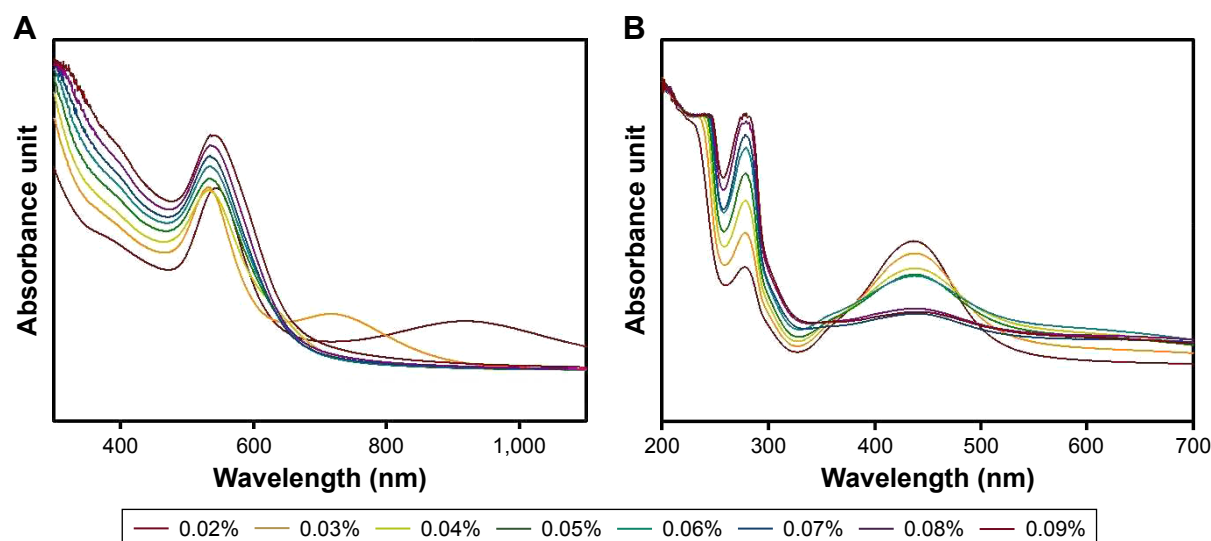 A
B
Absorbance unit
Absorbance unit
400 600 800 1,000
200 300 400 500 600 700
Wavelength (nm)
Wavelength (nm)
0.02% 0.03% 0.04% 0.05% 0.06% 0.07% 0.08% 0.09%